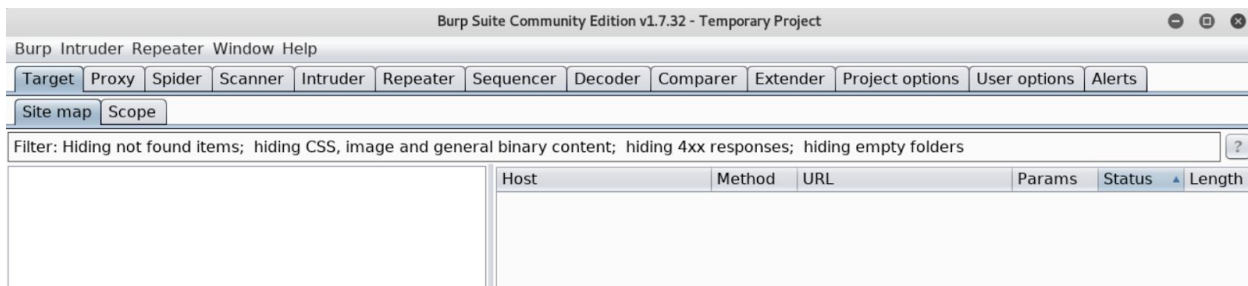 Burp Suite Community Edition v1.7.32 - Temporary Project
Burp Intruder Repeater Window Help
Target Proxy Spider Scanner Intruder Repeater Sequencer Decoder Comparer Extender Project options User options Alerts
Site map Scope
Filter: Hiding not found items; hiding CSS, image and general binary content; hiding 4xx responses; hiding empty folders ?
Host Method URL Params Status Length